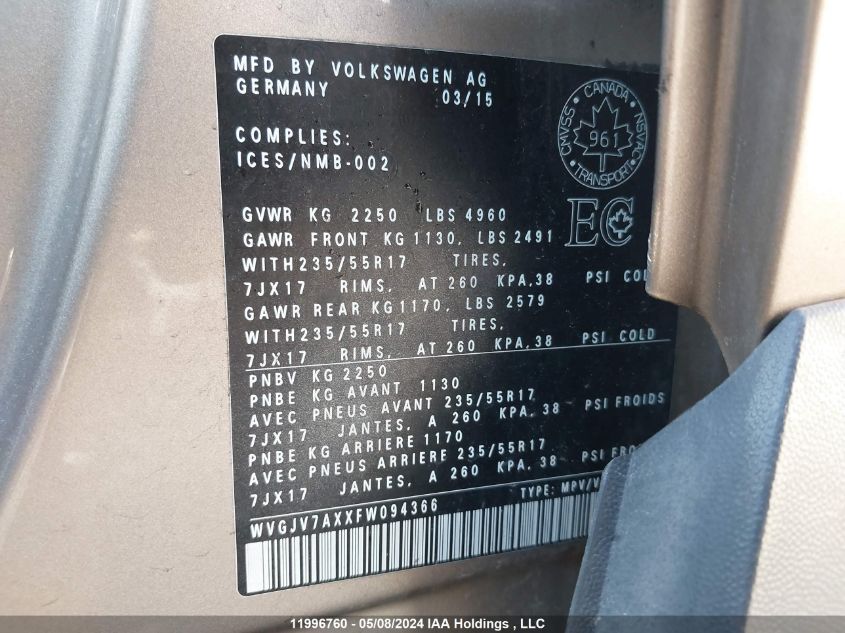 MFD BY VOLKSWAGEN AG
GERMANY 03/15
CANADA
CMVSS NSVAC
961
TRANSPORT
COMPLIES:
ICES/NMB-002
EC
GVWR KG 2250 LBS 4960
GAWR FRONT KG 1130, LBS 2491
WITH235/55R17 TIRES,
7JX17 RIMS, AT 260 KPA,38 PSI COLD
GAWR REAR KG1170, LBS 2579
WITH235/55R17 TIRES,
7JX17 RIMS, AT 260 KPA,38 PSI COLD
PNBV KG 2250
PNBE KG AVANT 1130
AVEC PNEUS AVANT 235/55R17
7JX17 JANTES, A 260 KPA, 38 PSI FROIDS
PNBE KG ARRIERE 1170
AVEC PNEUS ARRIERE 235/55R17
7JX17 JANTES, A 260 KPA, 38 PSI
WVGJV7AXXFW094366 TYPE: MPV/
11996760 - 05/08/2024 IAA Holdings , LLC